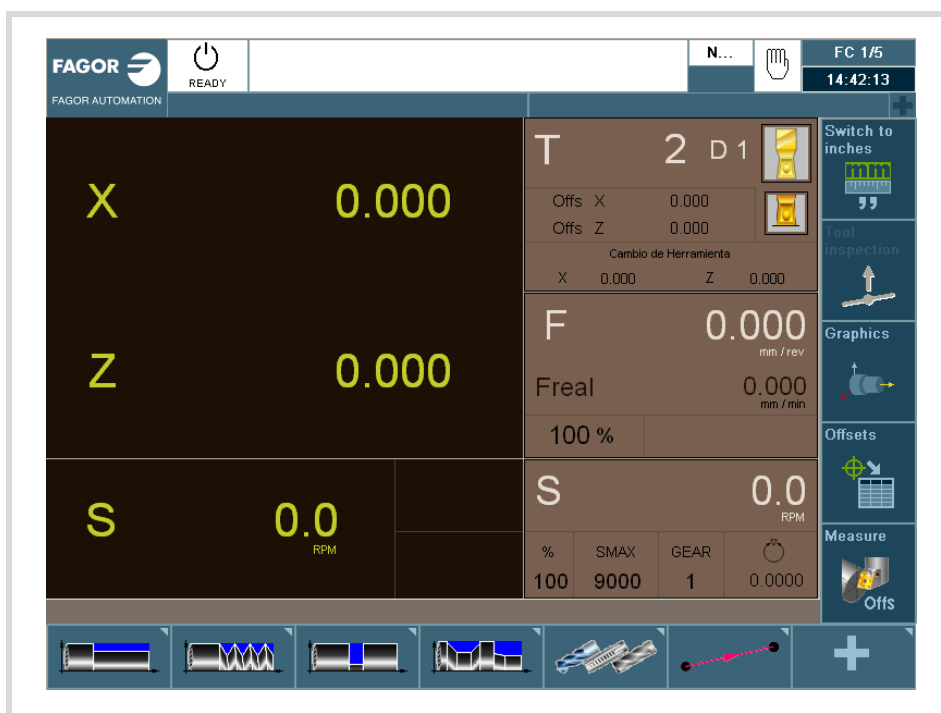 FAGOR
READY
N...
FC 1/5
14:42:13
FAGOR AUTOMATION
X 0.000
Z 0.000
S 0.0
RPM
T 2 D 1
Offs X 0.000
Offs Z 0.000
Cambio de Herramienta
X 0.000 Z 0.000
F 0.000
mm / rev
Freal 0.000
mm / min
100 %
S 0.0
RPM
% SMAX GEAR
100 9000 1 0.0000
Switch to
inches
mm
"
Tool
inspection
Graphics
Offsets
Measure
Offs